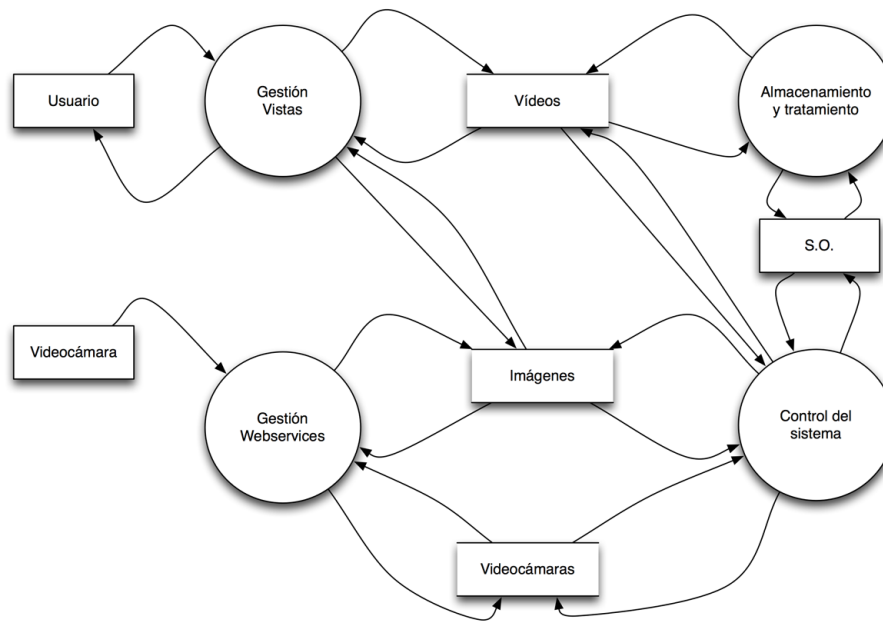 Usuario
Gestión
Vistas
Vídeos
Almacenamiento
y tratamiento
S.O.
Videocámara
Gestión
Webservices
Imágenes
Control del
sistema
Videocámaras